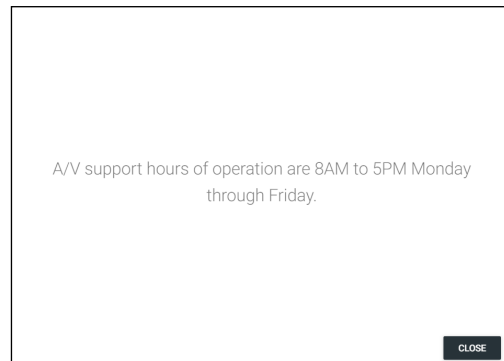 A/V support hours of operation are 8AM to 5PM Monday
through Friday.
CLOSE